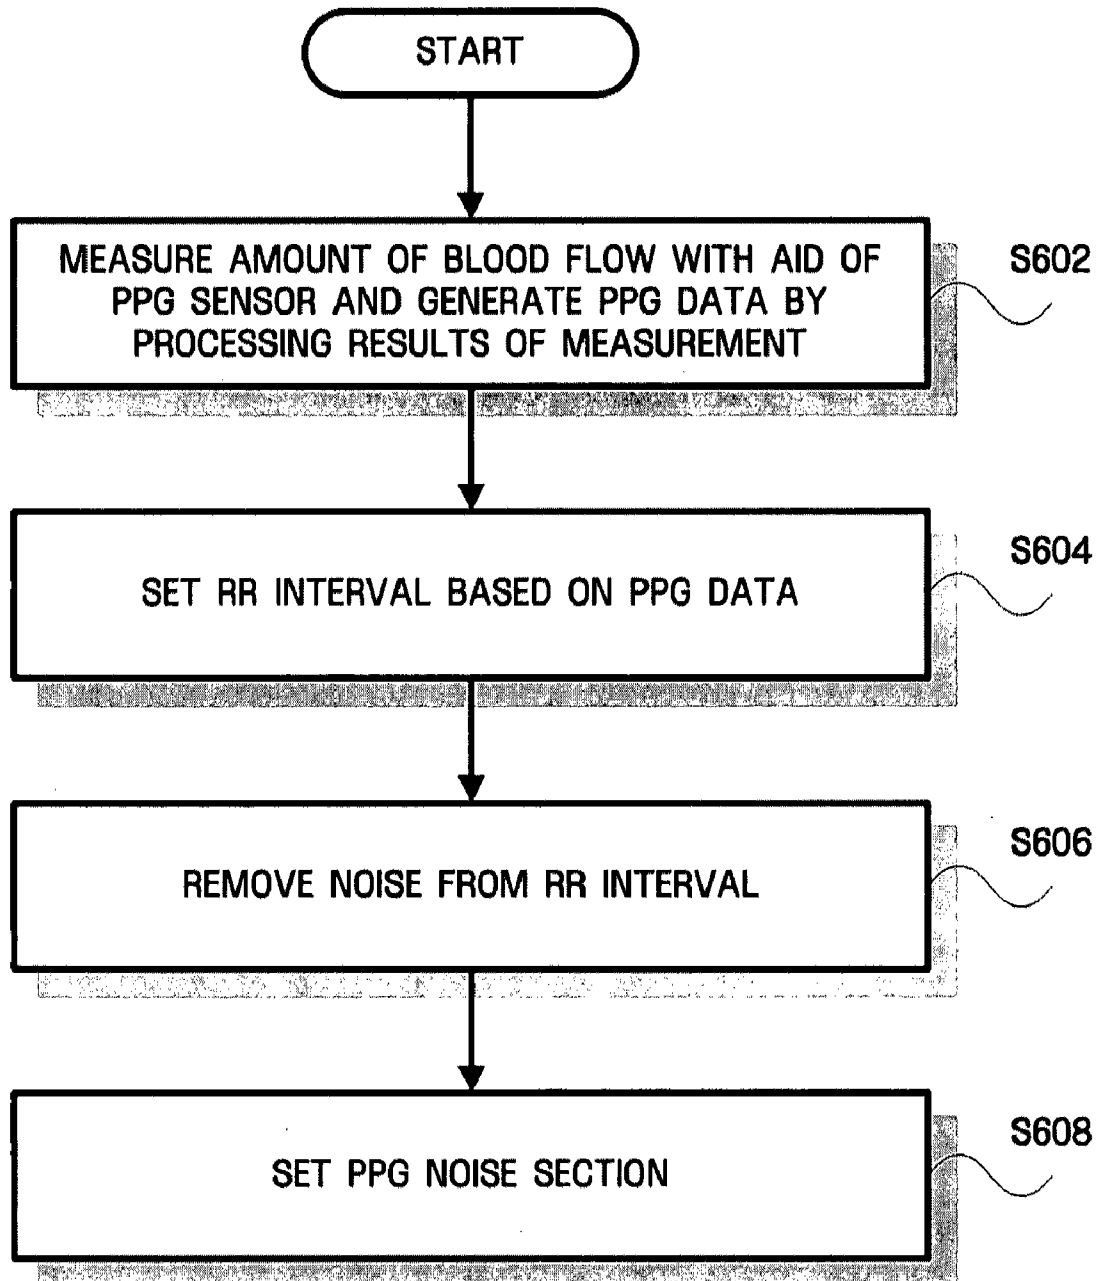 START
MEASURE AMOUNT OF BLOOD FLOW WITH AID OF
PPG SENSOR AND GENERATE PPG DATA BY
PROCESSING RESULTS OF MEASUREMENT
S602
SET RR INTERVAL BASED ON PPG DATA
S604
REMOVE NOISE FROM RR INTERVAL
S606
SET PPG NOISE SECTION
S608